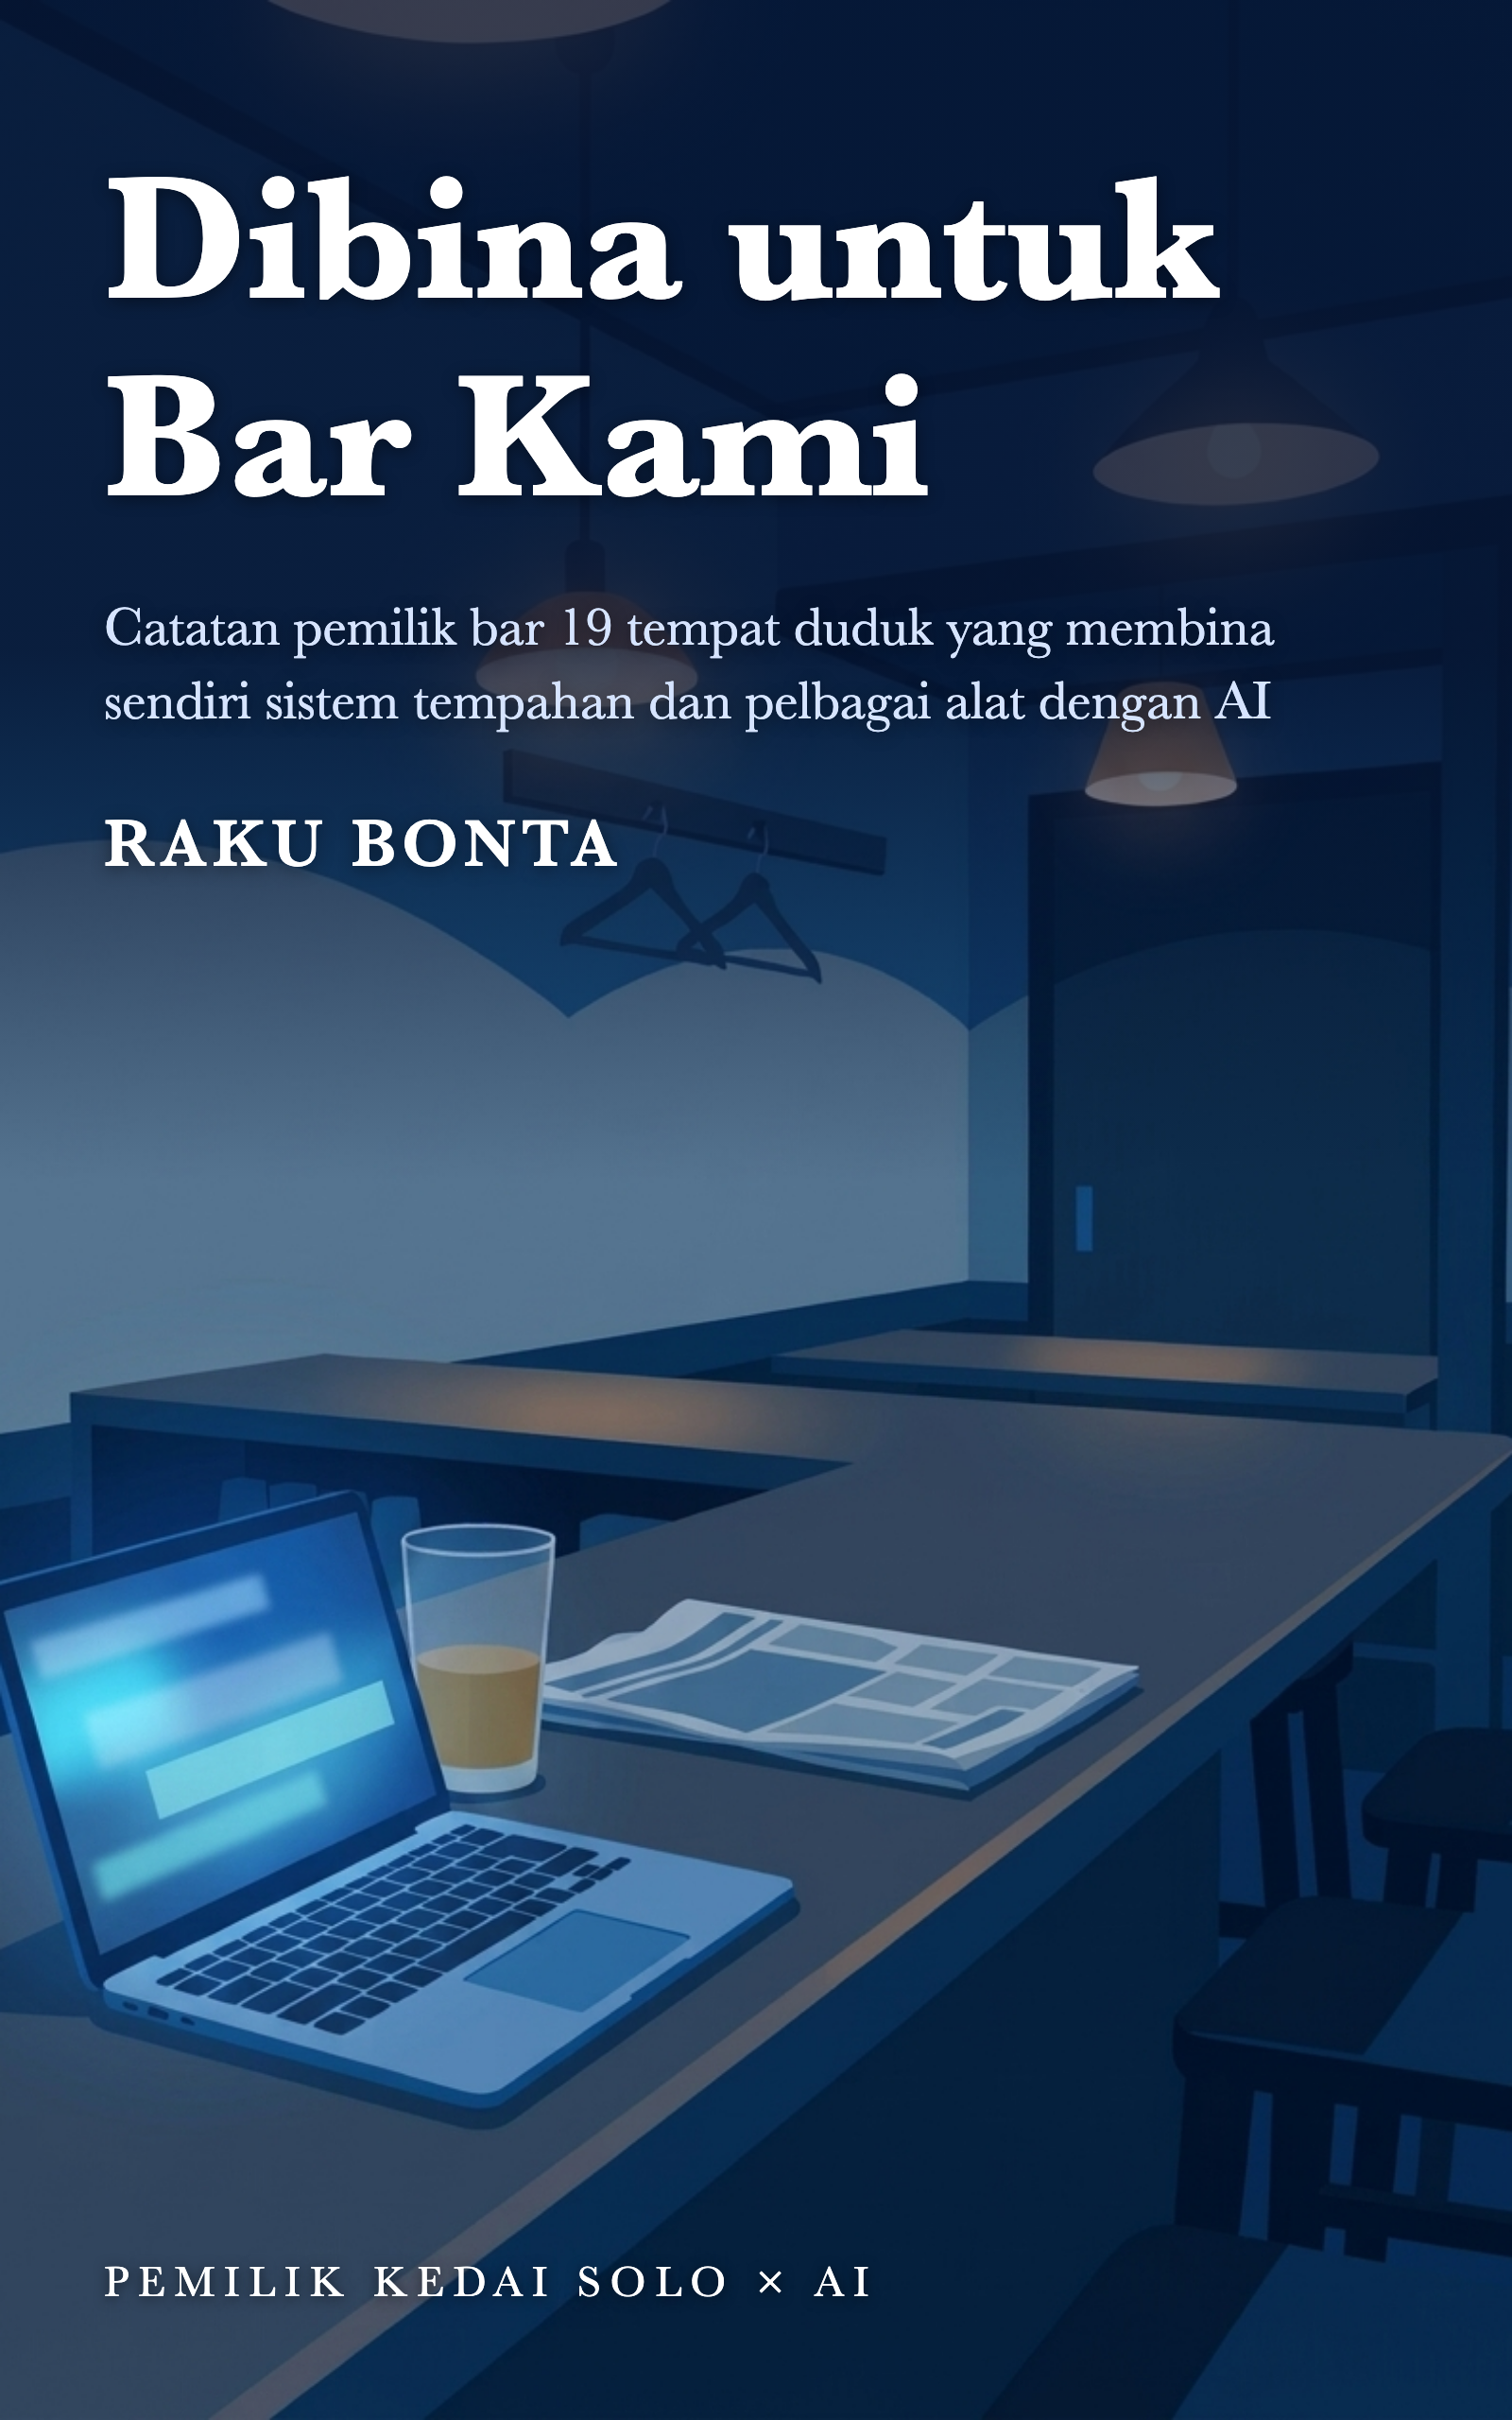 Dibina untuk
Bar Kami
Catatan pemilik bar 19 tempat duduk yang membina
sendiri sistem tempahan dan pelbagai alat dengan AI
RAKU BONTA
PEMILIK KEDAI SOLO × AI